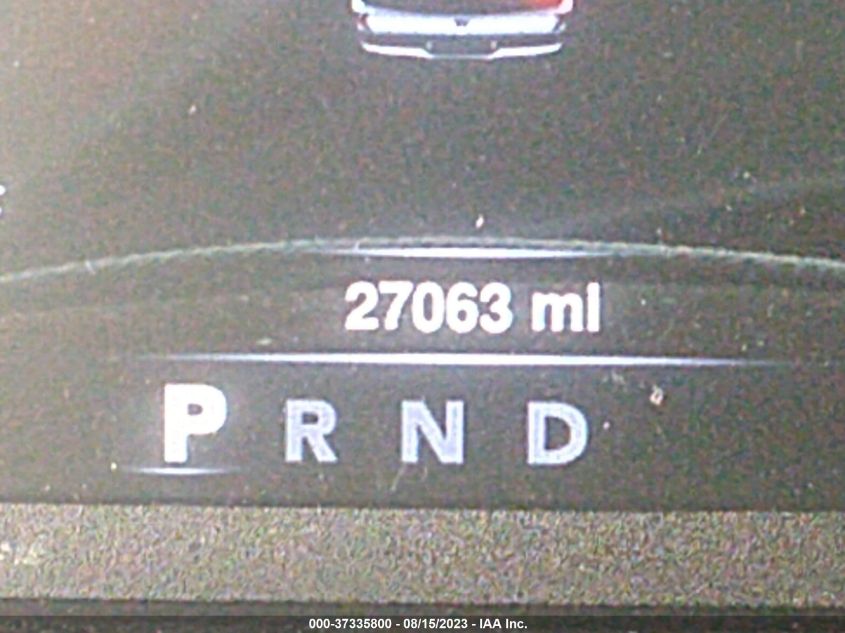 27063 mi
P R N D
000-37335800 - 08/15/2023 - IAA Inc.